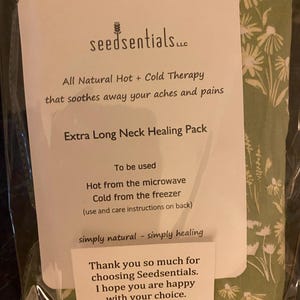 seedsentials LLC
All Natural Hot + Cold Therapy
that soothes away your aches and pains
Extra Long Neck Healing Pack
To be used
Hot from the microwave
Cold from the freezer
(use and care instructions on back)
simply natural - simply healing
Thank you so much for
choosing Seedsentials.
I hope you are happy
with your choice.